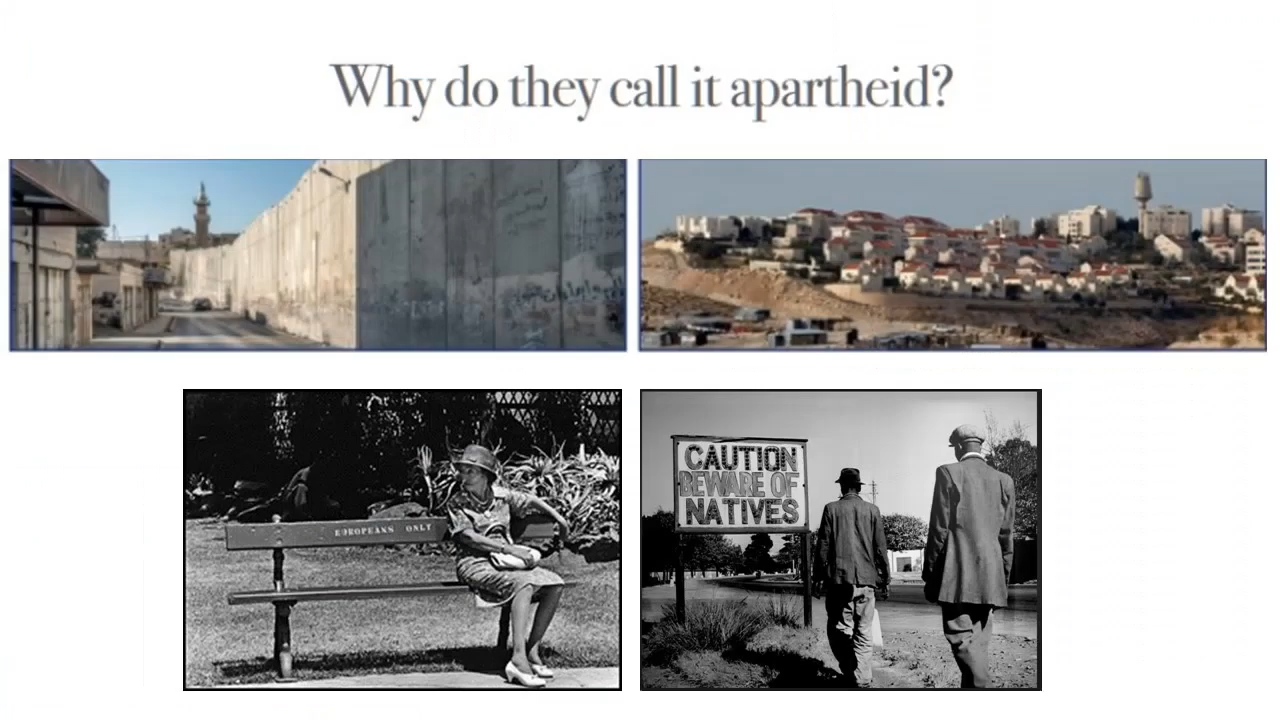 Why do they call it apartheid?
EUROPEANS ONLY
CAUTION
BEWARE OF
NATIVES